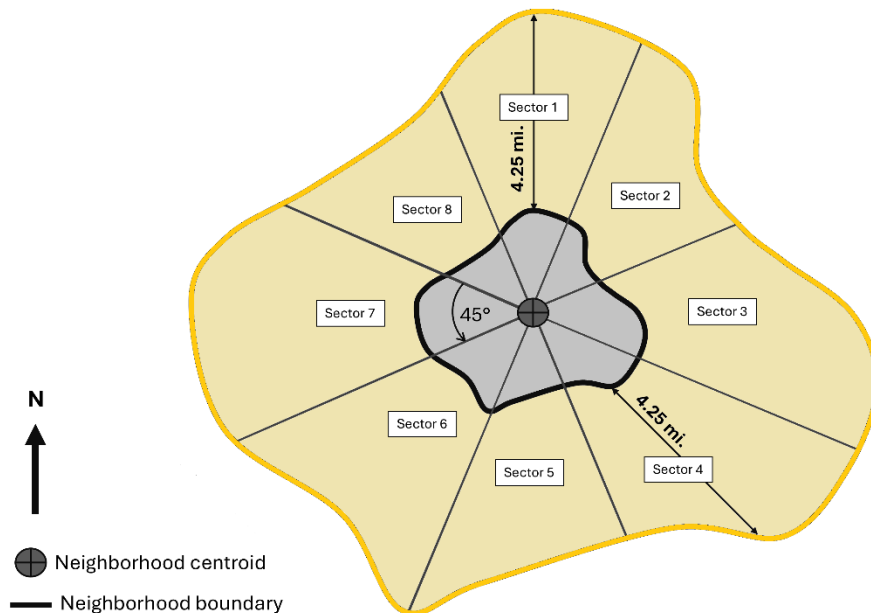 Sector 1
4.25 mi.
Sector 2
Sector 8
Sector 7
45°
Sector 3
N
4.25 mi.
Sector 6
Sector 5
Sector 4
Neighborhood centroid
Neighborhood boundary